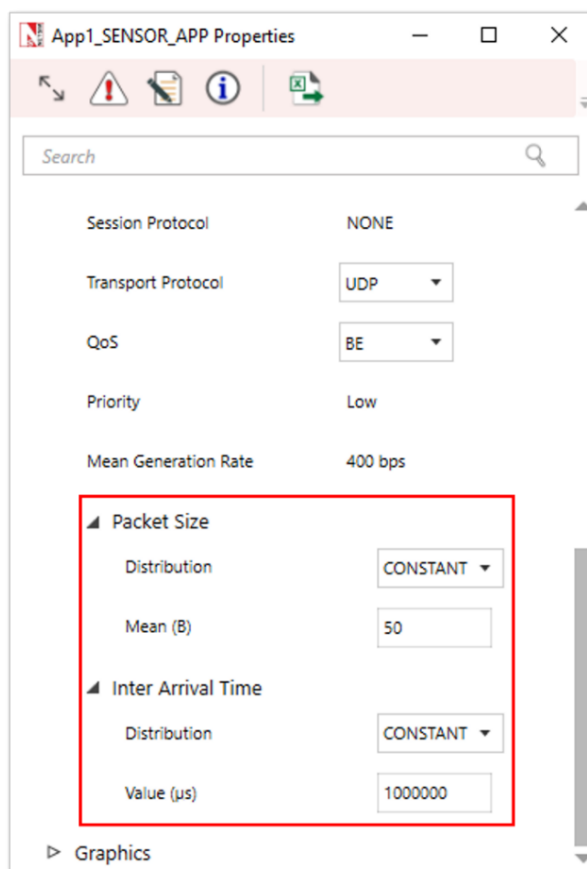 App1_SENSOR_APP Properties
Search
Session Protocol NONE
Transport Protocol UDP
QoS BE
Priority Low
Mean Generation Rate 400 bps
Packet Size
Distribution CONSTANT
Mean (B) 50
Inter Arrival Time
Distribution CONSTANT
Value (µs) 1000000
Graphics